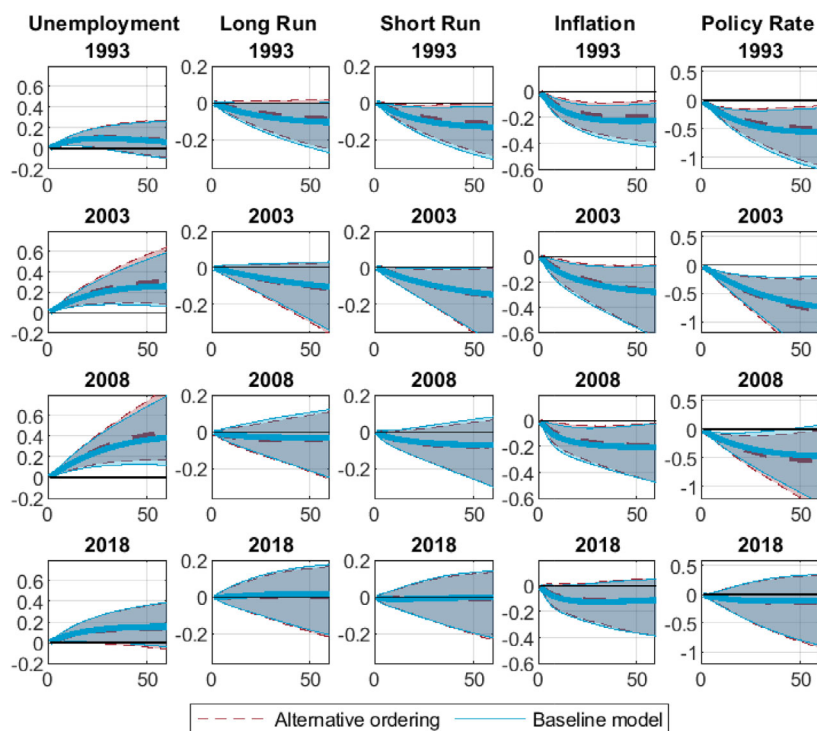 Unemployment Long Run Short Run Inflation Policy Rate
1993 1993 1993 1993 1993
0.8 0.2 0.2 0.5
0.6 0 0
0.4 0 0 -0.2 -0.5
0.2 -0.4
0 -0.2 -0.2 -1
-0.2 -0.6
0 50 0 50 0 50 0 50 0 50
2003 2003 2003 2003 2003
0.2 0.2 0.5
0.6 0 0
0.4 0 0 -0.2 -0.5
0.2 -0.4
0 -0.2 -0.2 -1
-0.2 -0.6
0 50 0 50 0 50 0 50 0 50
2008 2008 2008 2008 2008
0.2 0.2 0.5
0.6 0 0
0.4 0 0 -0.2 -0.5
0.2 -0.4
0 -0.2 -0.2 -1
-0.2 -0.6
0 50 0 50 0 50 0 50 0 50
2018 2018 2018 2018 2018
0.2 0.2 0.5
0.6 0 0
0.4 0 0 -0.2 -0.5
0.2 -0.4
0 -0.2 -0.2 -1
-0.2 -0.6
0 50 0 50 0 50 0 50 0 50
Alternative ordering Baseline model